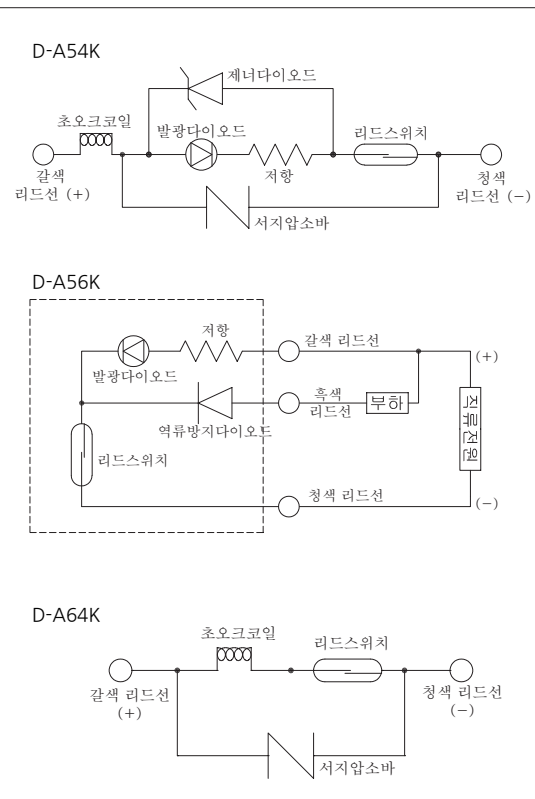 D-A54K
제너다이오드
초오크코일
발광다이오드
리드스위치
저항
갈색
리드선 (+)
청색
리드선 (−)
서지압소바
D-A56K
저항
갈색 리드선
(+)
발광다이오드
흑색
리드선
부하
역류방지다이오드
직류전원
리드스위치
청색 리드선
(−)
D-A64K
초오크코일
리드스위치
갈색 리드선
(+)
청색 리드선
(−)
서지압소바